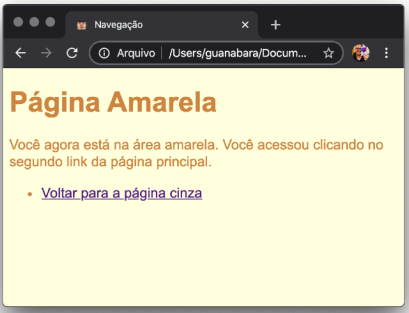 Navegação
Arquivo /Users/guanabara/Docum...
Página Amarela
Você agora está na área amarela. Você acessou clicando no
segundo link da página principal.
Voltar para a página cinza